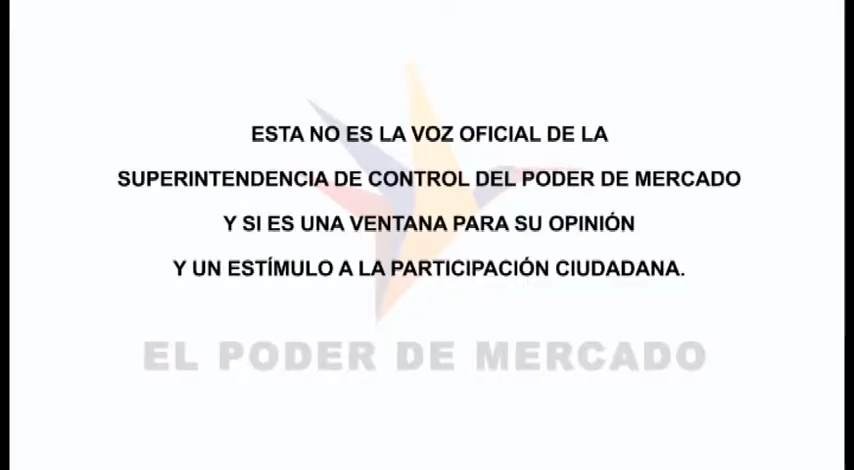 ESTA NO ES LA VOZ OFICIAL DE LA
SUPERINTENDENCIA DE CONTROL DEL PODER DE MERCADO
Y SI ES UNA VENTANA PARA SU OPINIÓN
Y UN ESTÍMULO A LA PARTICIPACIÓN CIUDADANA.
EL PODER DE MERCADO